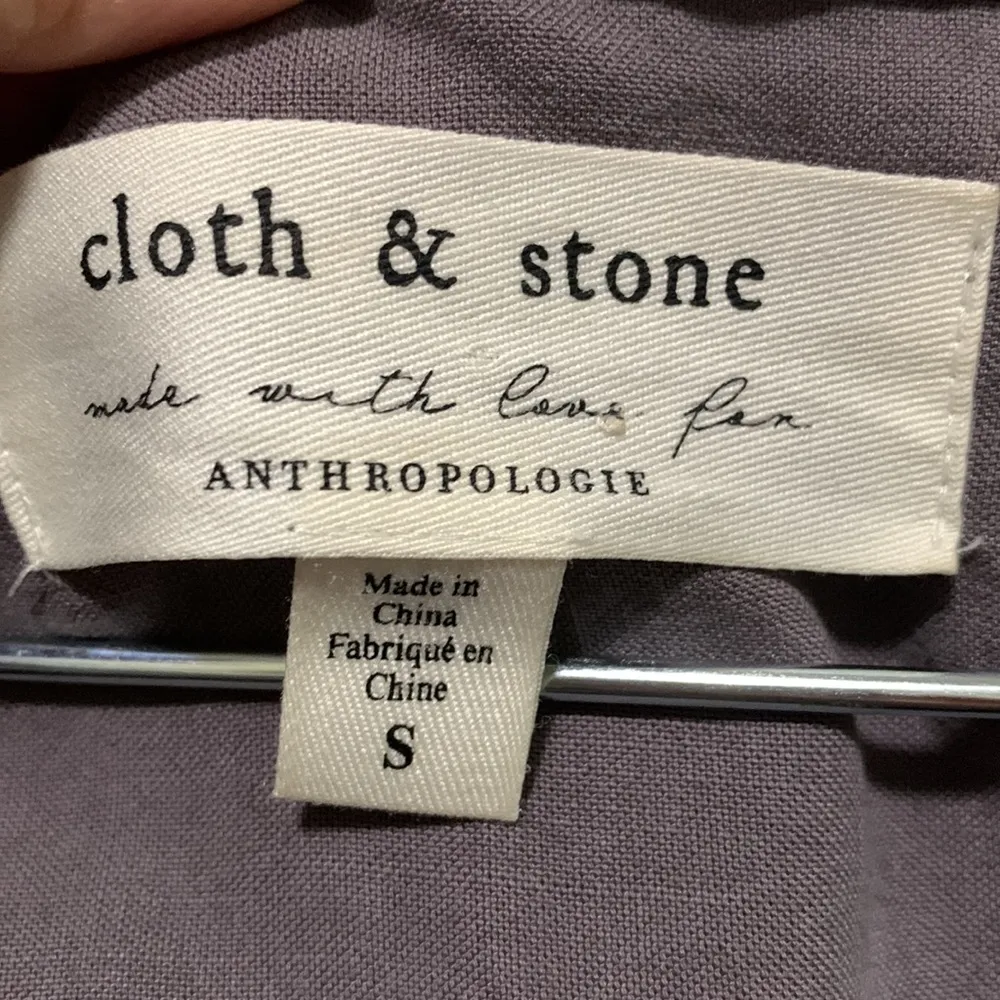 cloth & stone
made with love for
ANTHROPOLOGIE
Made in
China
Fabriqué en
Chine
S